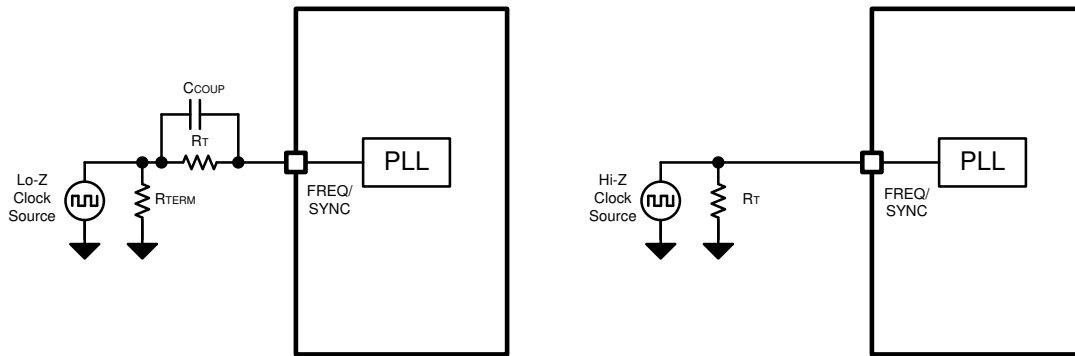 CCOUP
RT
PLL
Lo-Z
Clock
Source
RTERM
FREQ/
SYNC
Hi-Z
Clock
Source
RT
PLL
FREQ/
SYNC